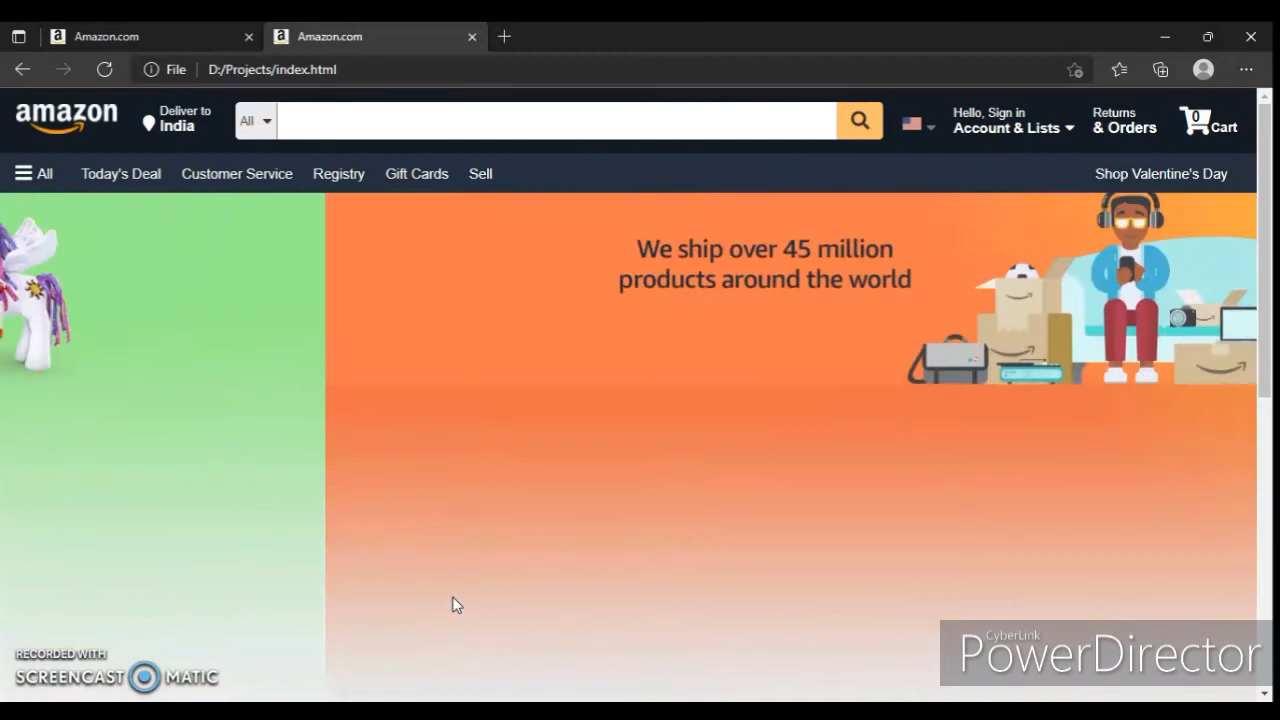 Amazon.com
Amazon.com
File
D:/Projects/index.html
amazon
Deliver to
India
All
Hello, Sign in
Account & Lists
Returns
& Orders
0
Cart
All
Today's Deal
Customer Service
Registry
Gift Cards
Sell
Shop Valentine's Day
We ship over 45 million
products around the world
RECORDED WITH
SCREENCAST MATIC
CyberLink
PowerDirector